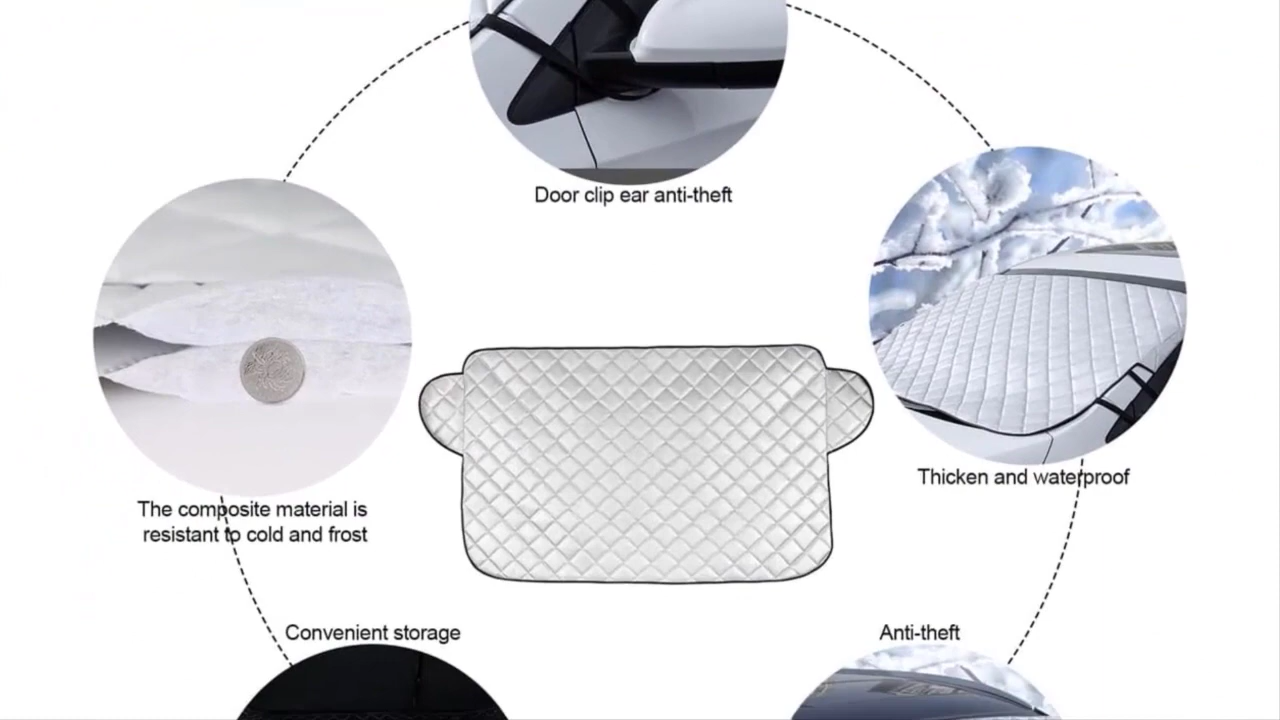 Door clip ear anti-theft
Thicken and waterproof
The composite material is
resistant to cold and frost
Convenient storage
Anti-theft